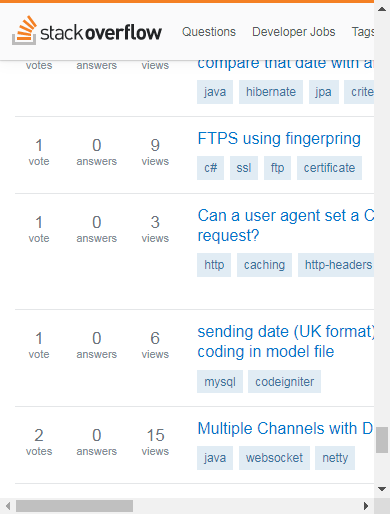 stackoverflow Questions Developer Jobs Tags
compare that date with a
votes answers views
java hibernate jpa crite
1 0 9 FTPS using fingerpring
vote answers views
c# ssl ftp certificate
1 0 3 Can a user agent set a C
vote answers views request?
http caching http-headers
1 0 6 sending date (UK format)
vote answers views coding in model file
mysql codeigniter
2 0 15 Multiple Channels with D
votes answers views
java websocket netty